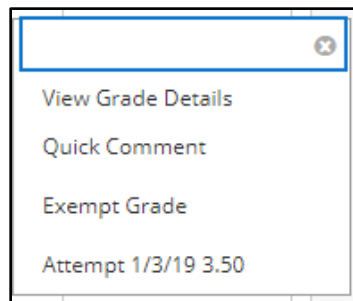 View Grade Details
Quick Comment
Exempt Grade
Attempt 1/3/19 3.50